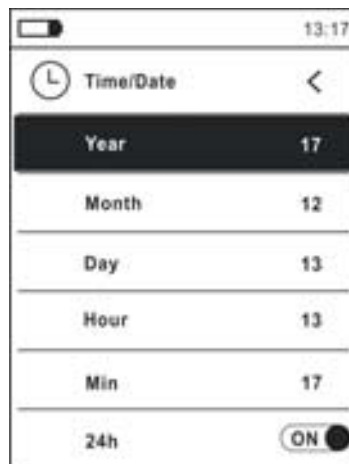 13:17
Time/Date <
Year 17
Month 12
Day 13
Hour 13
Min 17
24h ON